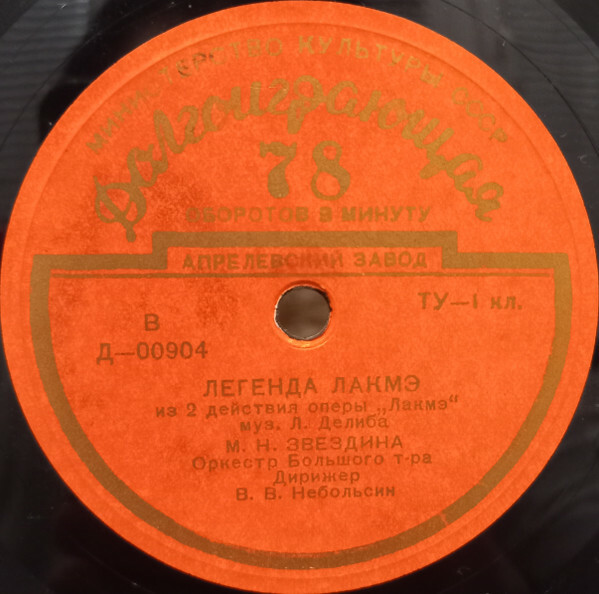 МИНИСТЕРСТВО КУЛЬТУРЫ СССР
Долгоиграющая
78
ОБОРОТОВ В МИНУТУ
АПРЕЛЕВСКИЙ ЗАВОД
ТУ—1 кл.
В
Д—00904
ЛЕГЕНДА ЛАКМЭ
из 2 действия оперы „Лакмэ“
муз. Л. Делиба
М. Н. ЗВЕЗДИНА
Оркестр Большого т-ра
Дирижер
В. В. Небольсин